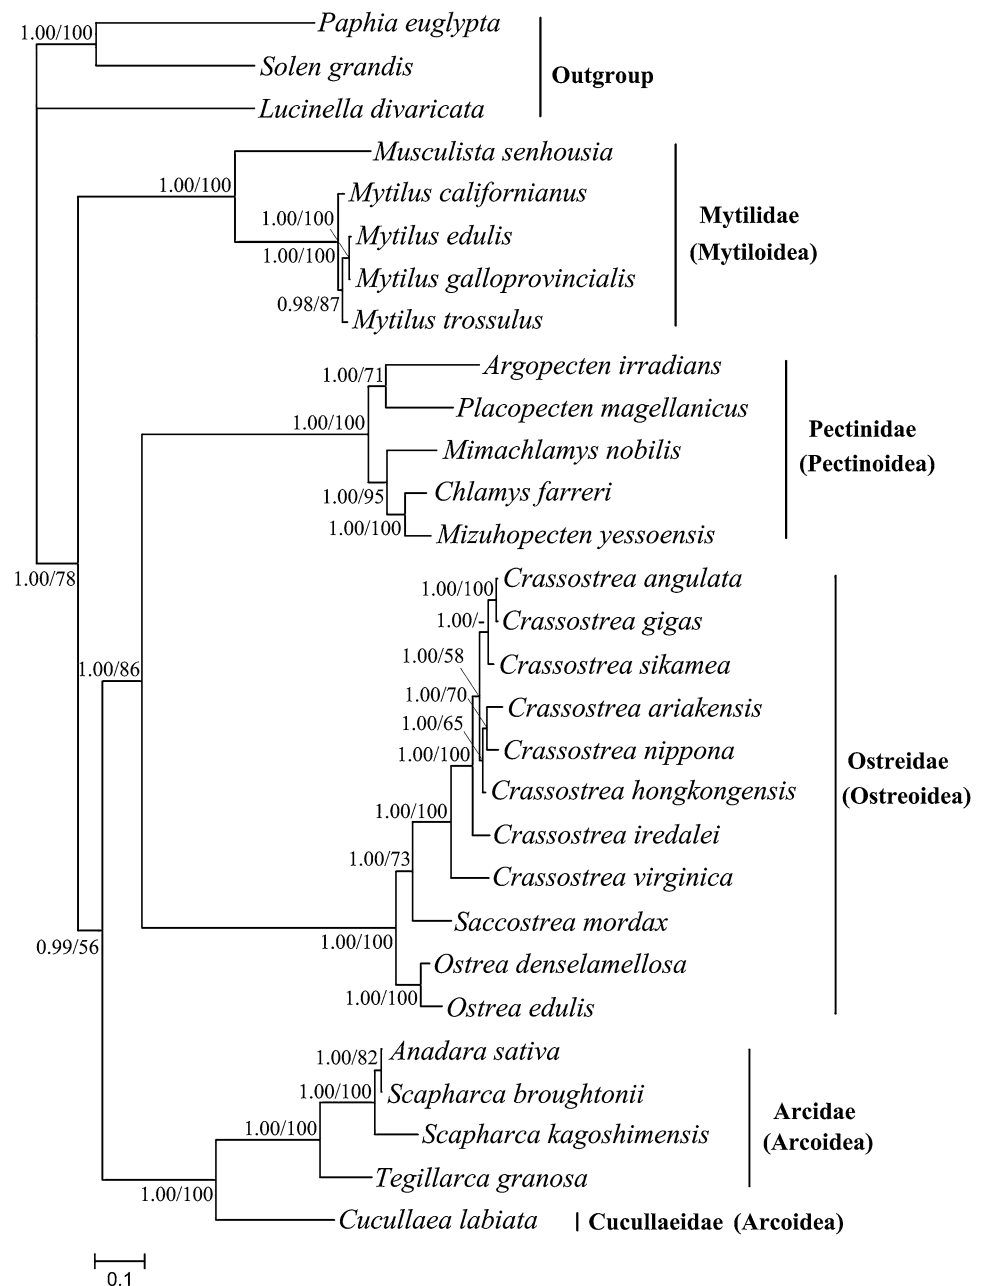 1.00/100
Paphia euglypta
Solen grandis
Lucinella divaricata
Outgroup
1.00/100
Musculista senhousia
Mytilus californianus
1.00/100
Mytilus edulis
1.00/100
Mytilus galloprovincialis
0.98/87
Mytilus trossulus
Mytilidae
(Mytiloidea)
1.00/71
Argopecten irradians
Placopecten magellanicus
1.00/100
Mimachlamys nobilis
1.00/95
Chlamys farreri
1.00/100
Mizuhopecten yessoensis
Pectinidae
(Pectinoidea)
1.00/78
1.00/100
Crassostrea angulata
1.00/-
Crassostrea gigas
1.00/58
Crassostrea sikamea
1.00/86
1.00/70
Crassostrea ariakensis
1.00/65
Crassostrea nippona
1.00/100
Crassostrea hongkongensis
1.00/100
Crassostrea iredalei
1.00/73
Crassostrea virginica
Saccostrea mordax
1.00/100
Ostrea denselamellosa
1.00/100
Ostrea edulis
Ostreidae
(Ostreoidea)
0.99/56
1.00/82
Anadara sativa
1.00/100
Scapharca broughtonii
1.00/100
Scapharca kagoshimensis
Tegillarca granosa
Arcidae
(Arcoidea)
1.00/100
Cucullaea labiata
Cucullaeidae (Arcoidea)
0.1